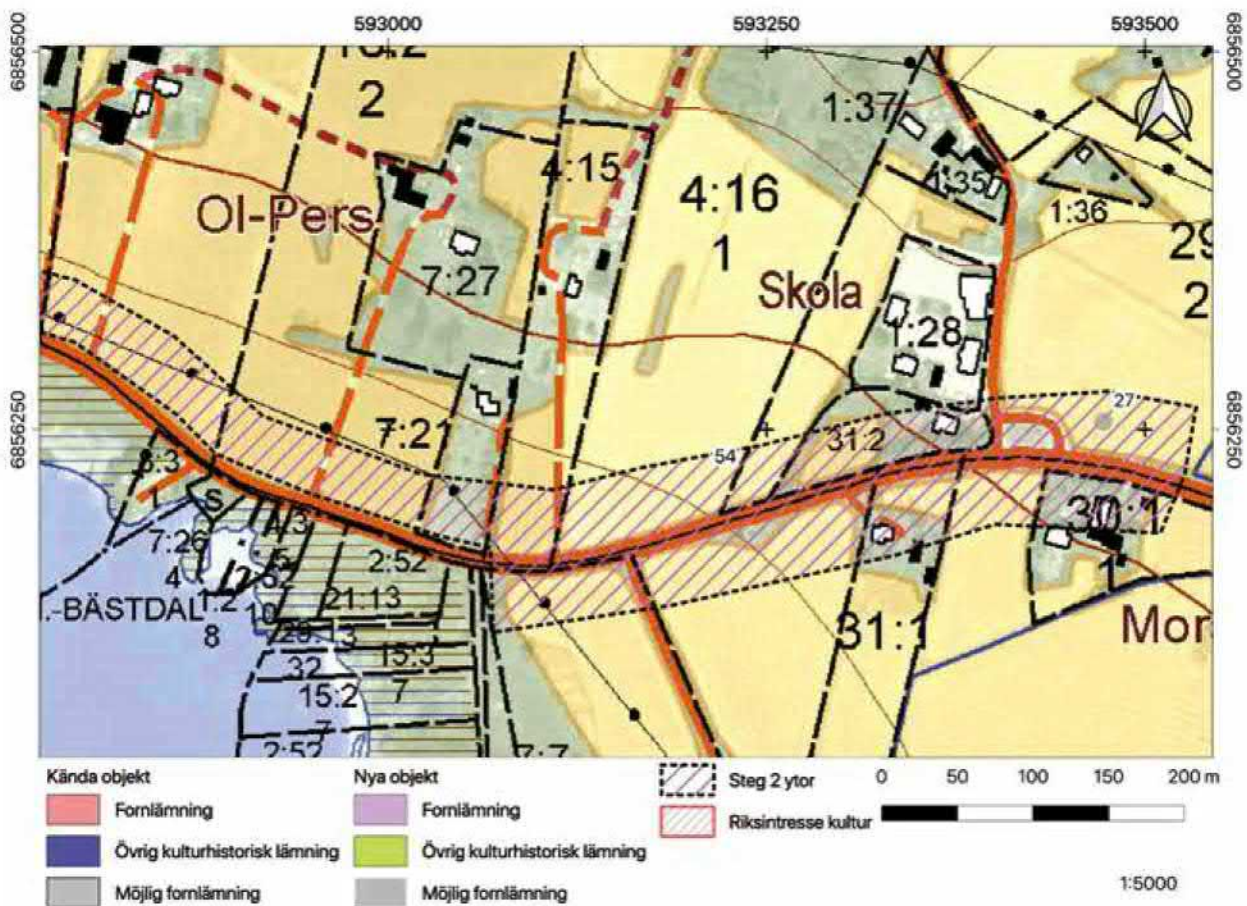 593000 593250 593500
6856500 6856500
2
1:37
4:15
1:35
4:16
1:36
Ol-Pers
1
2
7:27
Skola
1:28
6856250 6856250
27
7:21
31:2
54
S
30:1
7:26
2:52
4
1
1:2
21:13
.-BÄSTDAL
10
8
31:1
Mor
32
15:3
15:2
7
7
2:52
7:7
Kända objekt
Fornlämning
Övrig kulturhistorisk lämning
Möjlig fornlämning
Nya objekt
Fornlämning
Övrig kulturhistorisk lämning
Möjlig fornlämning
Steg 2 ytor
Riksintresse kultur
0 50 100 150 200 m
1:5000